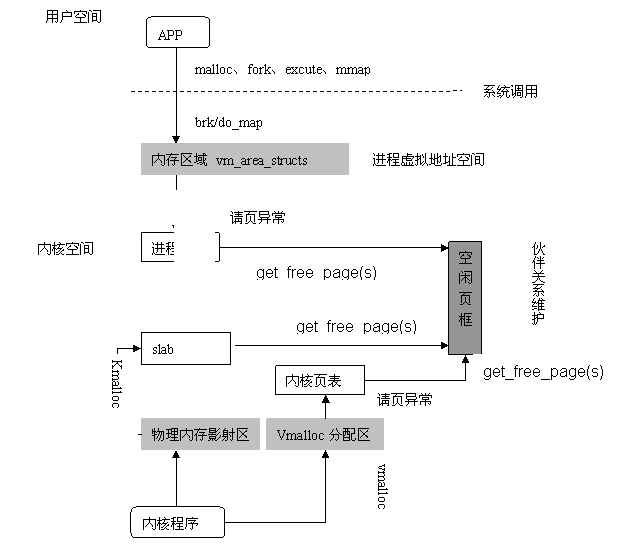 用户空间
APP
malloc、fork、excute、mmap
系统调用
brk/do_map
内存区域 vm_area_structs
进程虚拟地址空间
请页异常
内核空间
进程
get free page(s)
空闲页框
伙伴关系维护
get free page(s)
slab
Kmalloc
内核页表
get_free_page(s)
请页异常
物理内存影射区
Vmalloc 分配区
vmalloc
内核程序